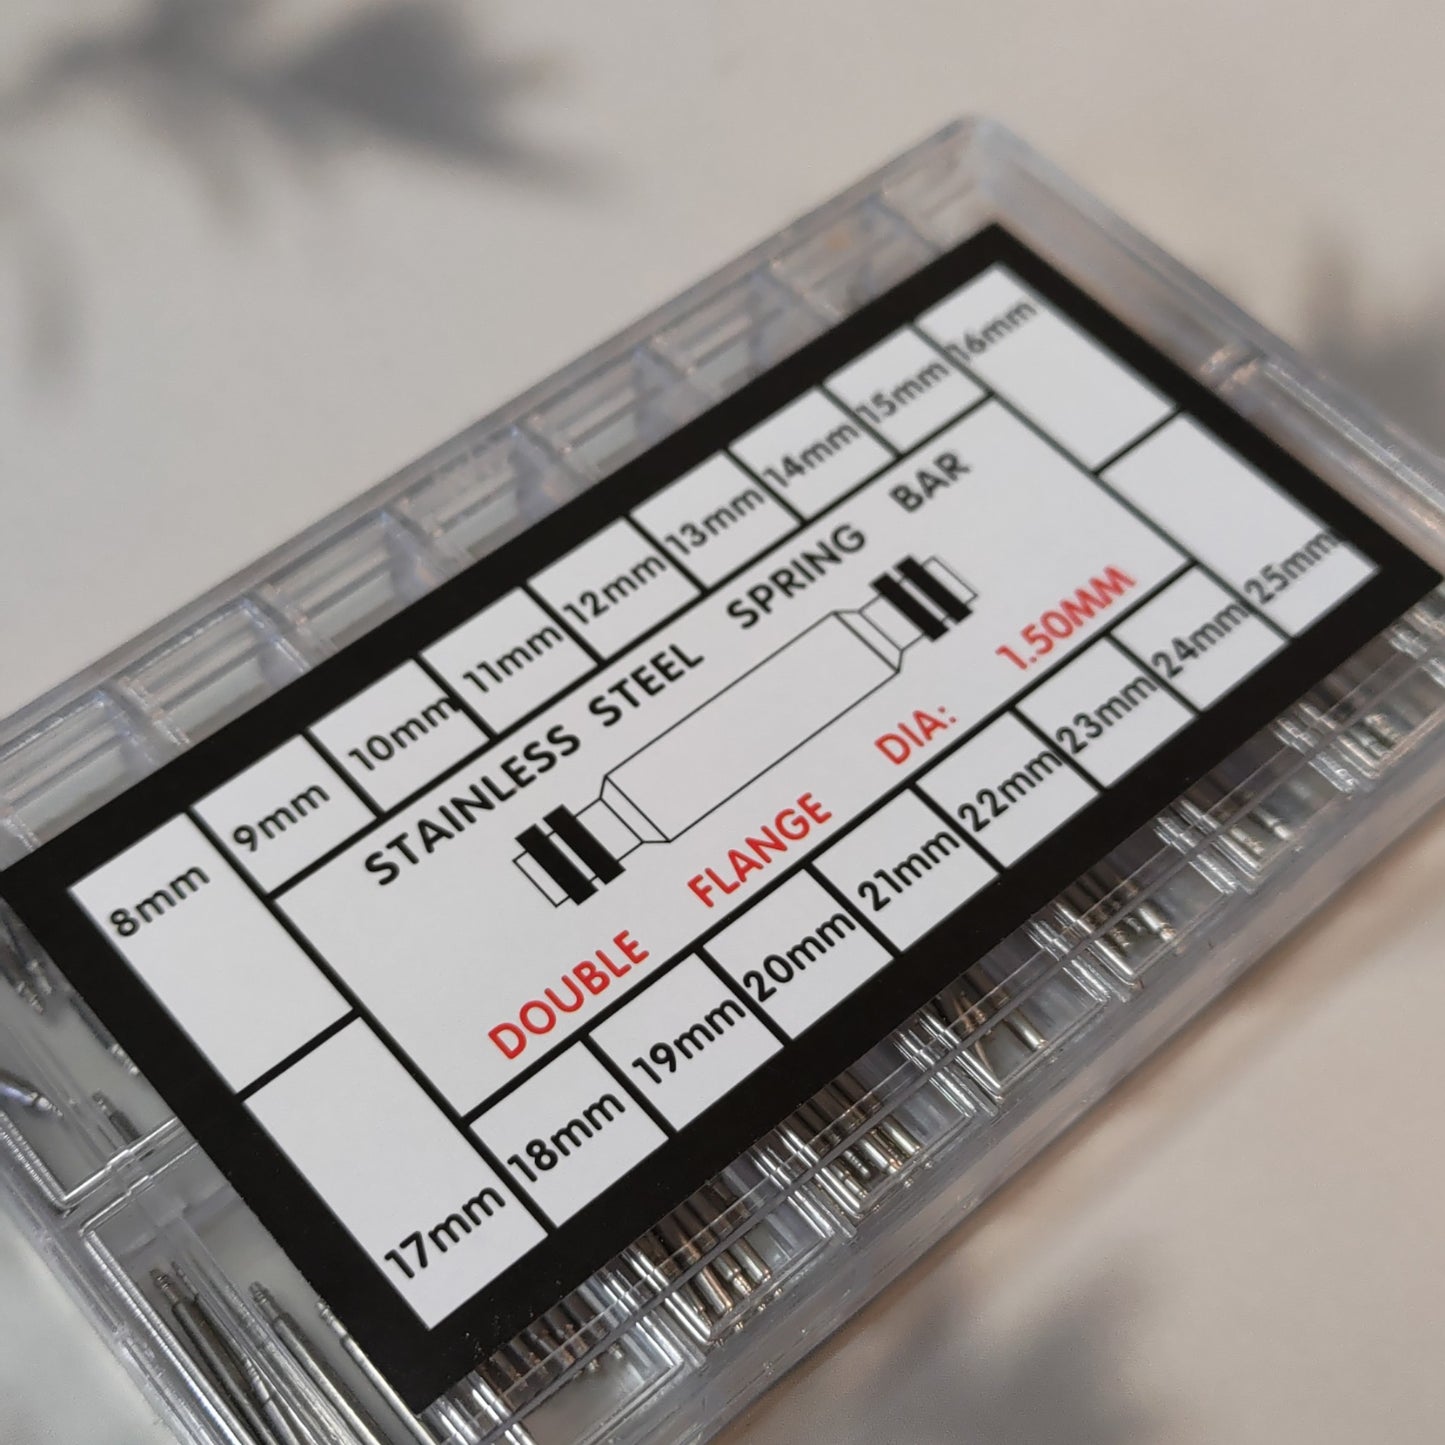 8mm
9mm
10mm
11mm
12mm
13mm
14mm
15mm
16mm
STAINLESS STEEL SPRING BAR
DOUBLE FLANGE DIA: 1.50MM
17mm
18mm
19mm
20mm
21mm
22mm
23mm
24mm
25mm